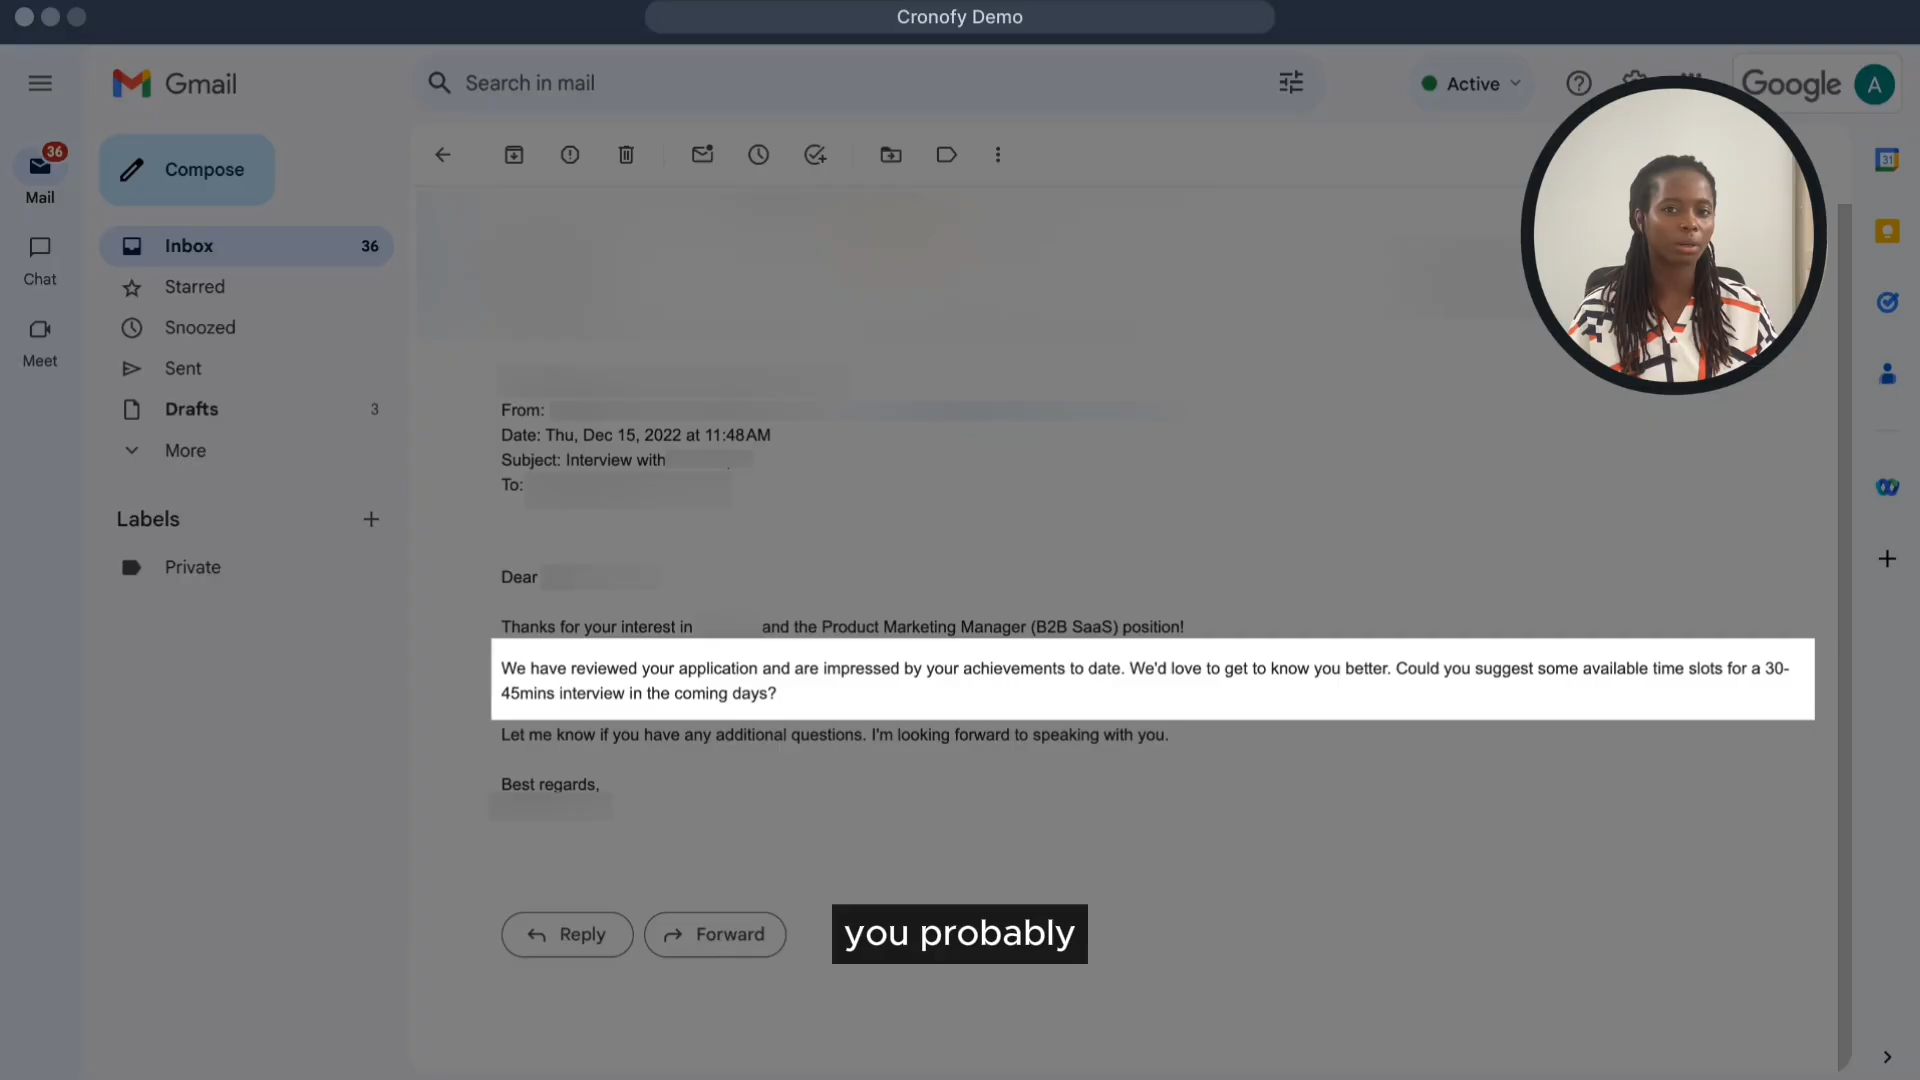 Cronofy Demo
Gmail
Search in mail
Active
Google
A
36
Mail
Compose
Inbox 36
Chat
Starred
Snoozed
Meet
Sent
Drafts 3
More
Labels
Private
31
From:
Date: Thu, Dec 15, 2022 at 11:48AM
Subject: Interview with
To:
Dear
Thanks for your interest in and the Product Marketing Manager (B2B SaaS) position!
We have reviewed your application and are impressed by your achievements to date. We'd love to get to know you better. Could you suggest some available time slots for a 30-
45mins interview in the coming days?
Let me know if you have any additional questions. I'm looking forward to speaking with you.
Best regards,
Reply
Forward
you probably